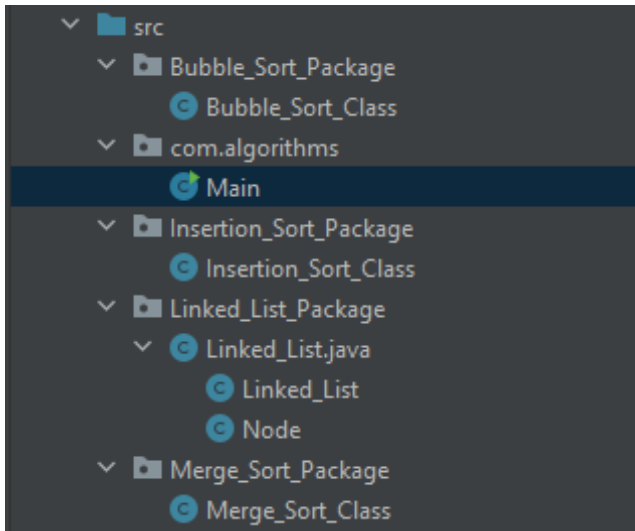 src
Bubble_Sort_Package
Bubble_Sort_Class
com.algorithms
Main
Insertion_Sort_Package
Insertion_Sort_Class
Linked_List_Package
Linked_List.java
Linked_List
Node
Merge_Sort_Package
Merge_Sort_Class